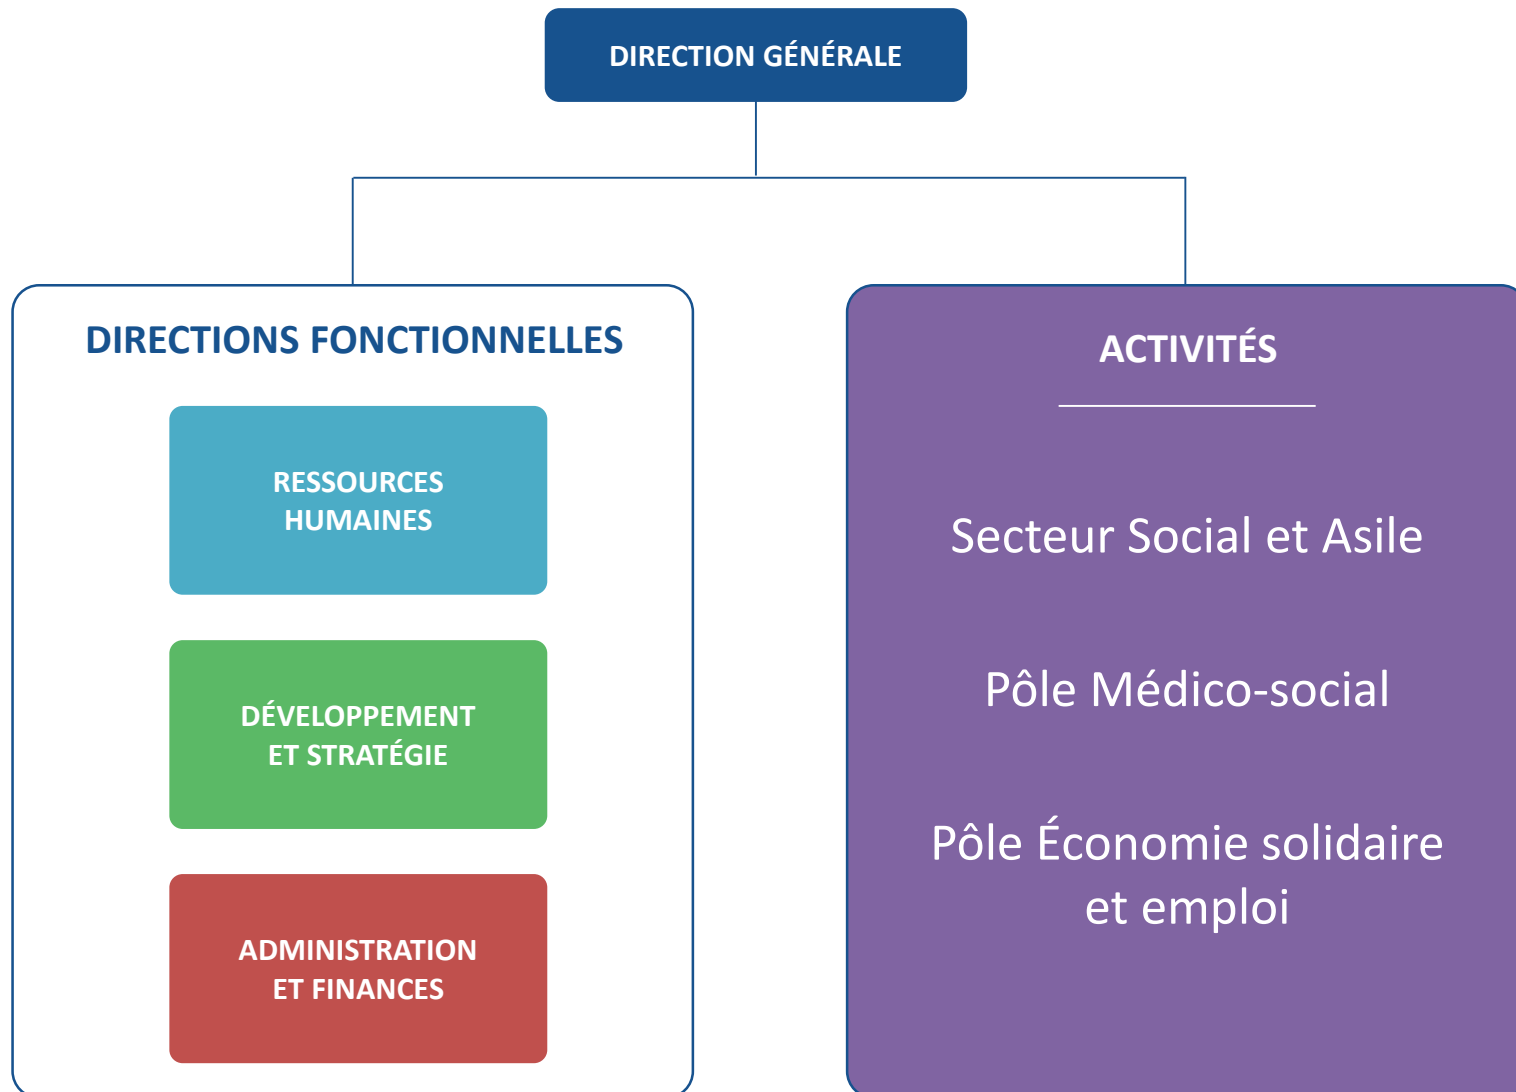 DIRECTION GÉNÉRALE
DIRECTIONS FONCTIONNELLES
RESSOURCES
HUMAINES
DÉVELOPPEMENT
ET STRATÉGIE
ADMINISTRATION
ET FINANCES
ACTIVITÉS
Secteur Social et Asile
Pôle Médico-social
Pôle Économie solidaire
et emploi